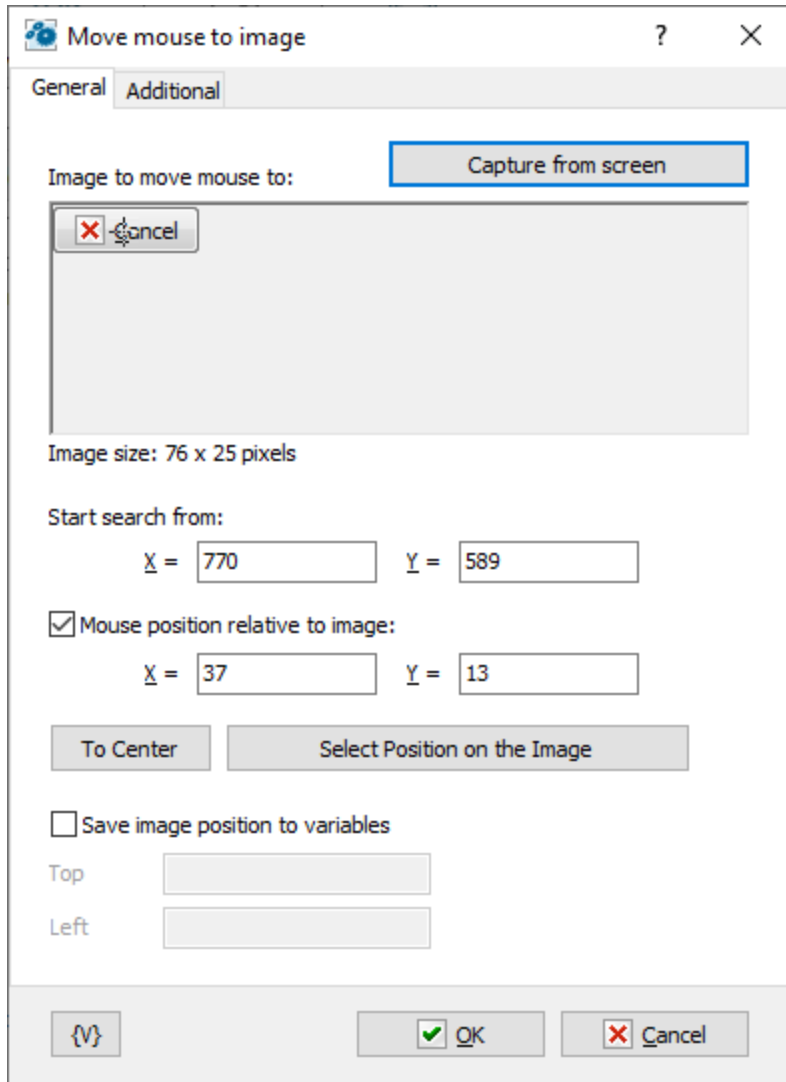 Move mouse to image ? ×
General Additional
Capture from screen
Image to move mouse to:
Cancel
Image size: 76 x 25 pixels
Start search from:
X = 770 Y = 589
Mouse position relative to image:
X = 37 Y = 13
To Center Select Position on the Image
Save image position to variables
Top
Left
{V} OK Cancel